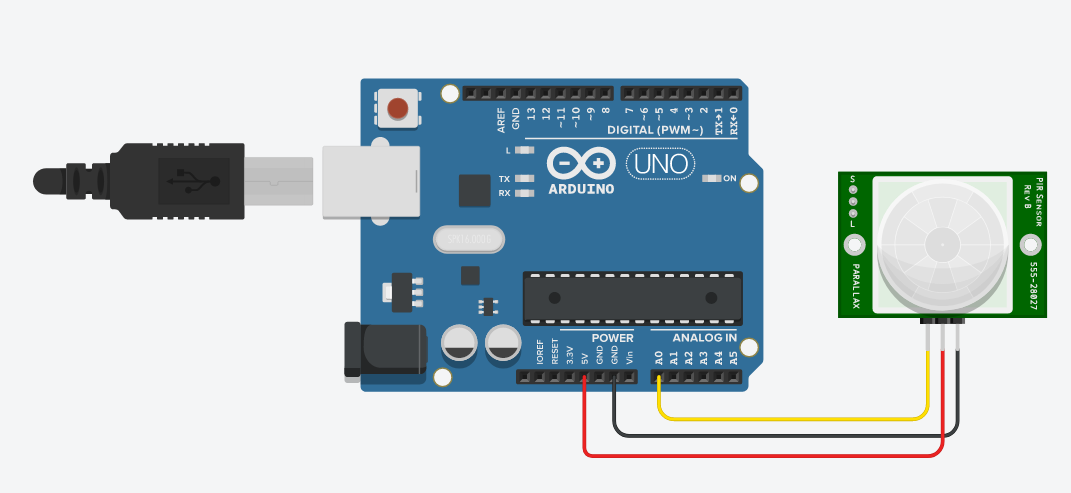 AREF
GND
13
12
~11
~10
~9
8
7
~6
~5
4
~3
2
TX→1
RX←0
DIGITAL (PWM~)
L
TX
RX
ARDUINO
UNO
ON
POWER
ANALOG IN
IOREF
RESET
3.3V
5V
GND
GND
Vin
A0
A1
A2
A3
A4
A5
S
L
PARALLAX
PIR SENSOR
REV B
555-28027